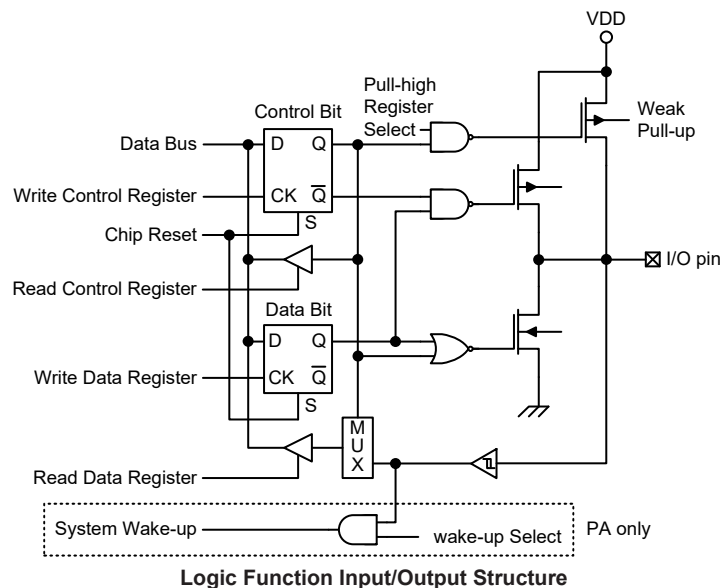 VDD
Pull-high
Register
Select
Weak
Pull-up
Control Bit
Data Bus
D Q
Write Control Register
CK Q
S
Chip Reset
I/O pin
Read Control Register
Data Bit
D Q
Write Data Register
CK Q
S
M
U
X
Read Data Register
System Wake-up
wake-up Select
PA only
Logic Function Input/Output Structure